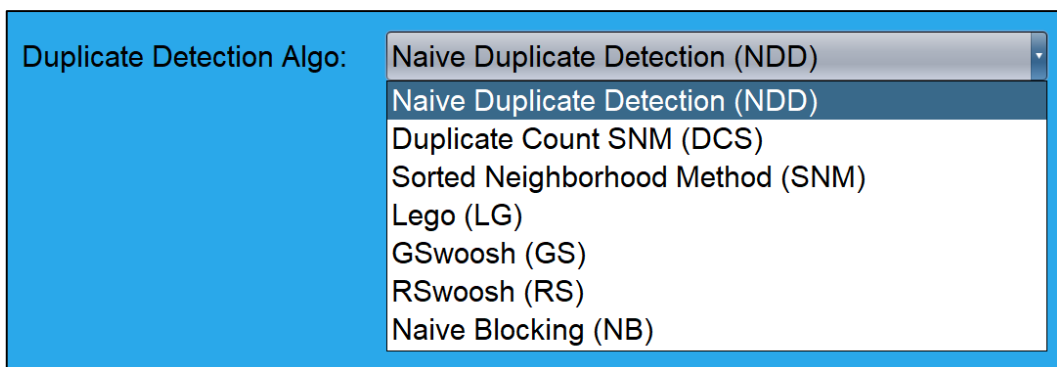 Duplicate Detection Algo: Naive Duplicate Detection (NDD)
Naive Duplicate Detection (NDD)
Duplicate Count SNM (DCS)
Sorted Neighborhood Method (SNM)
Lego (LG)
GSwoosh (GS)
RSwoosh (RS)
Naive Blocking (NB)